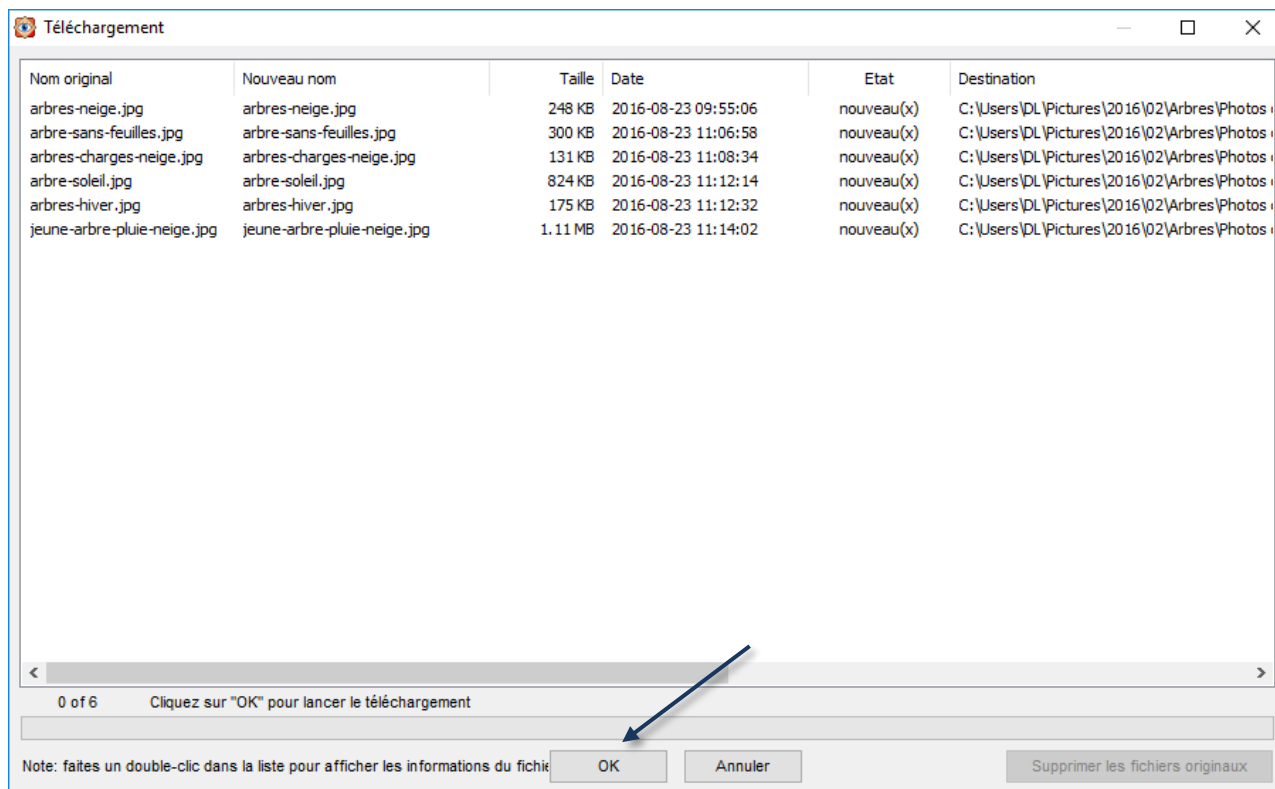 Téléchargement
Nom original Nouveau nom Taille Date Etat Destination
arbres-neige.jpg arbres-neige.jpg 248 KB 2016-08-23 09:55:06 nouveau(x) C:\Users\DL\Pictures\2016\02\Arbres\Photos
arbre-sans-feuilles.jpg arbre-sans-feuilles.jpg 300 KB 2016-08-23 11:06:58 nouveau(x) C:\Users\DL\Pictures\2016\02\Arbres\Photos
arbres-charges-neige.jpg arbres-charges-neige.jpg 131 KB 2016-08-23 11:08:34 nouveau(x) C:\Users\DL\Pictures\2016\02\Arbres\Photos
arbre-soleil.jpg arbre-soleil.jpg 824 KB 2016-08-23 11:12:14 nouveau(x) C:\Users\DL\Pictures\2016\02\Arbres\Photos
arbres-hiver.jpg arbres-hiver.jpg 175 KB 2016-08-23 11:12:32 nouveau(x) C:\Users\DL\Pictures\2016\02\Arbres\Photos
jeune-arbre-pluie-neige.jpg jeune-arbre-pluie-neige.jpg 1.11 MB 2016-08-23 11:14:02 nouveau(x) C:\Users\DL\Pictures\2016\02\Arbres\Photos
0 of 6 Cliquez sur "OK" pour lancer le téléchargement
Note: faites un double-clic dans la liste pour afficher les informations du fichie OK Annuler Supprimer les fichiers originaux